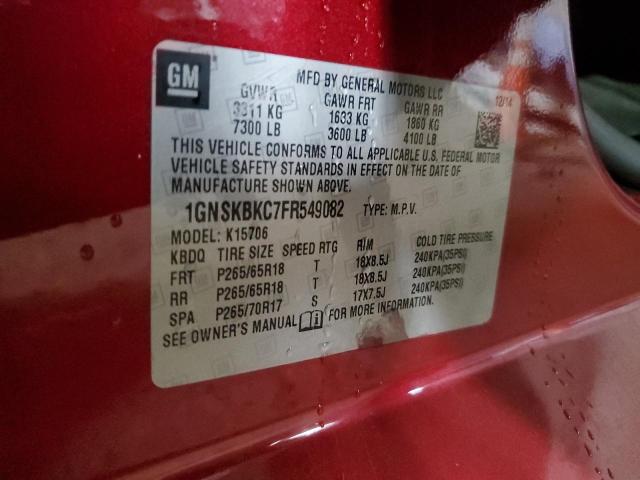 GM
MFD BY GENERAL MOTORS LLC
12/14
GVWR GAWR FRT GAWR RR
3311 KG 1633 KG 1860 KG
7300 LB 3600 LB 4100 LB
THIS VEHICLE CONFORMS TO ALL APPLICABLE U.S. FEDERAL MOTOR
VEHICLE SAFETY STANDARDS IN EFFECT ON THE DATE OF
MANUFACTURE SHOWN ABOVE.
1GNSKBKC7FR549082 TYPE: M.P.V.
MODEL: K15706
KBDQ TIRE SIZE SPEED RTG RIM COLD TIRE PRESSURE
FRT P265/65R18 T 18X8.5J 240KPA(35PSI)
RR P265/65R18 T 18X8.5J 240KPA(35PSI)
SPA P265/70R17 S 17X7.5J 240KPA(35PSI)
SEE OWNER'S MANUAL FOR MORE INFORMATION.